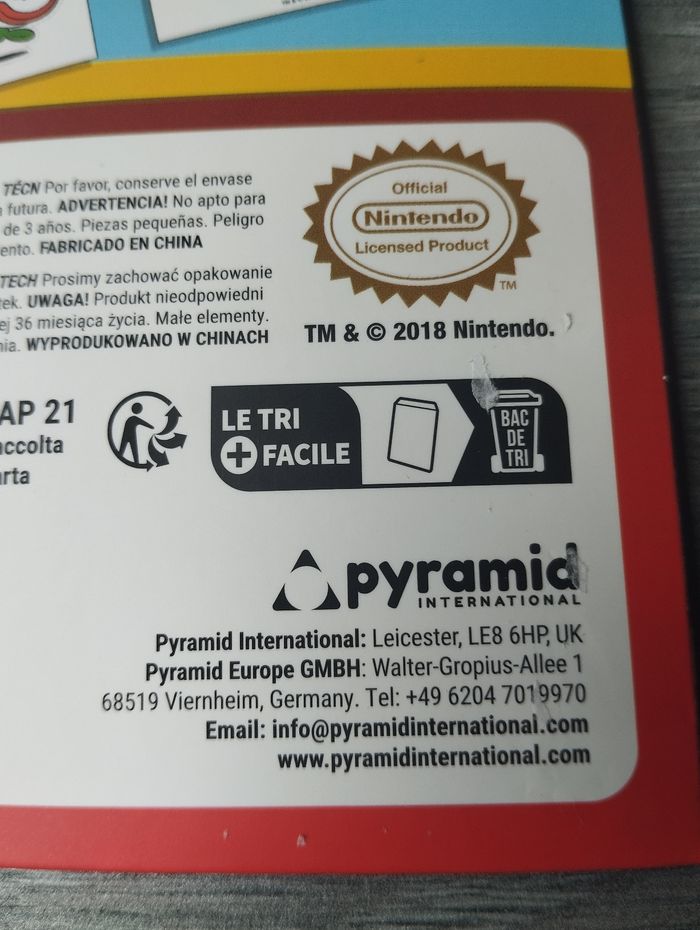 TÉCN Por favor, conserve el envase
futura. ADVERTENCIA! No apto para
de 3 años. Piezas pequeñas. Peligro
FABRICADO EN CHINA
TECH Prosimy zachować opakowanie
UWAGA! Produkt nieodpowiedni
36 miesiąca życia. Małe elementy.
WYPRODUKOWANO W CHINACH
Official
Nintendo
Licensed Product
TM
TM & © 2018 Nintendo.
AP 21
accolta
arta
LE TRI
+ FACILE
BAC
DE
TRI
pyramid
INTERNATIONAL
Pyramid International: Leicester, LE8 6HP, UK
Pyramid Europe GMBH: Walter-Gropius-Allee 1
68519 Viernheim, Germany. Tel: +49 6204 7019970
Email: info@pyramidinternational.com
www.pyramidinternational.com